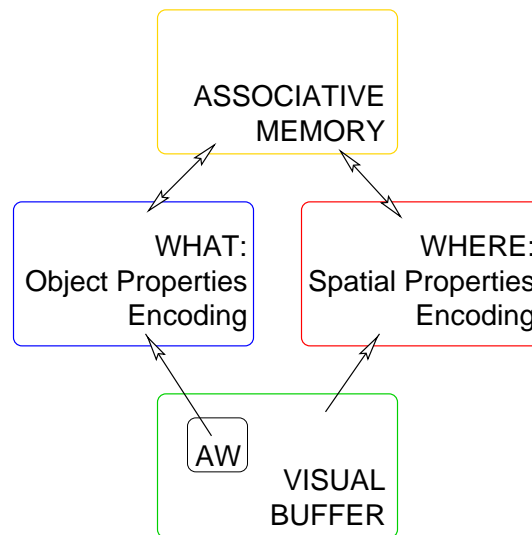 ASSOCIATIVE
MEMORY
WHAT:
Object Properties
Encoding
WHERE:
Spatial Properties
Encoding
AW
VISUAL
BUFFER